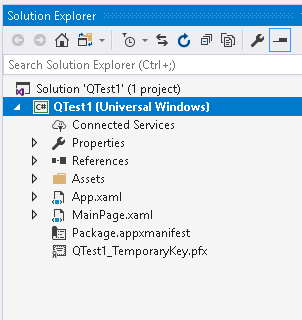 Solution Explorer
Search Solution Explorer (Ctrl+;)
Solution 'QTest1' (1 project)
C# QTest1 (Universal Windows)
Connected Services
Properties
References
Assets
App.xaml
MainPage.xaml
Package.appxmanifest
QTest1_TemporaryKey.pfx